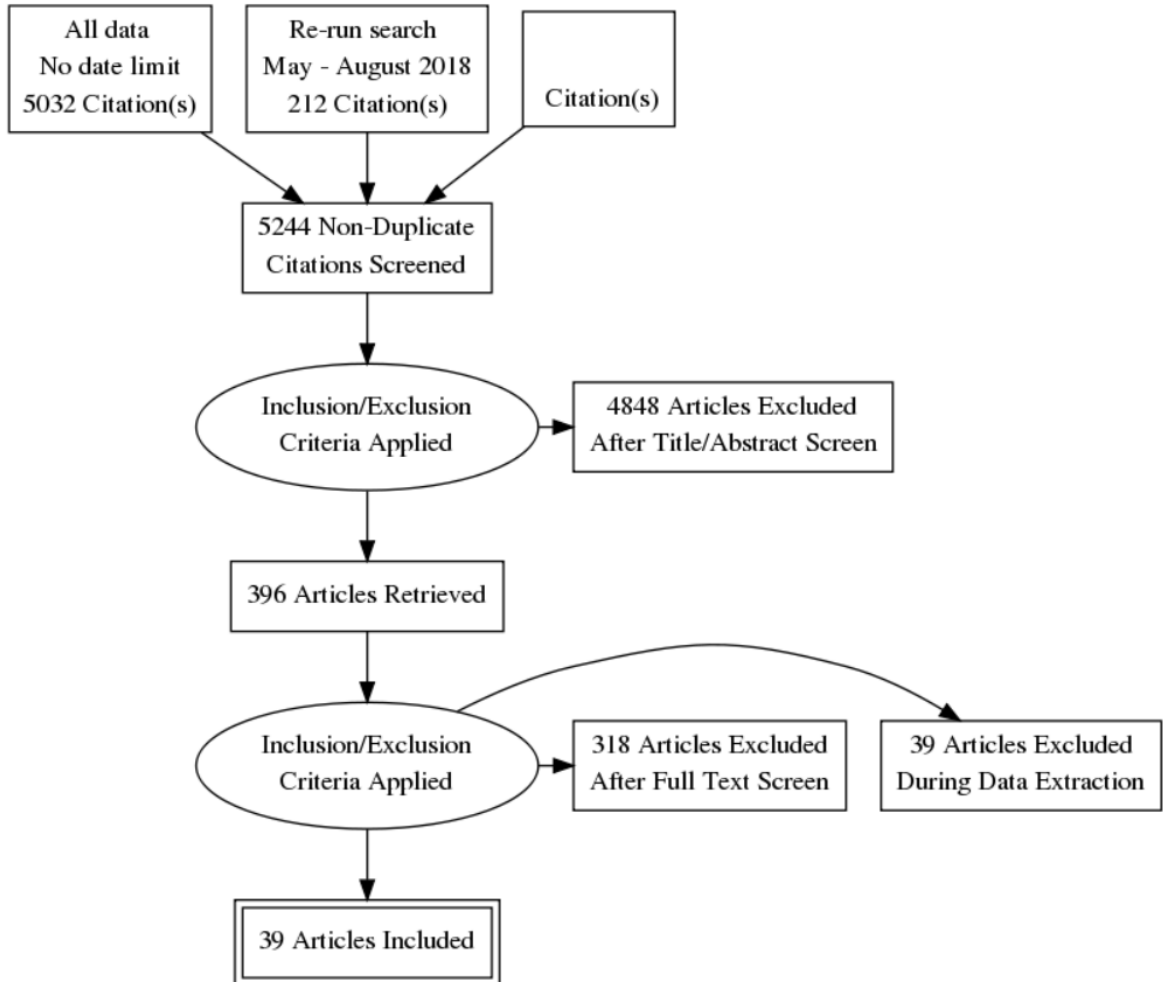 All data
No date limit
5032 Citation(s)
Re-run search
May - August 2018
212 Citation(s)
Citation(s)
5244 Non-Duplicate
Citations Screened
Inclusion/Exclusion
Criteria Applied
4848 Articles Excluded
After Title/Abstract Screen
396 Articles Retrieved
Inclusion/Exclusion
Criteria Applied
318 Articles Excluded
After Full Text Screen
39 Articles Excluded
During Data Extraction
39 Articles Included